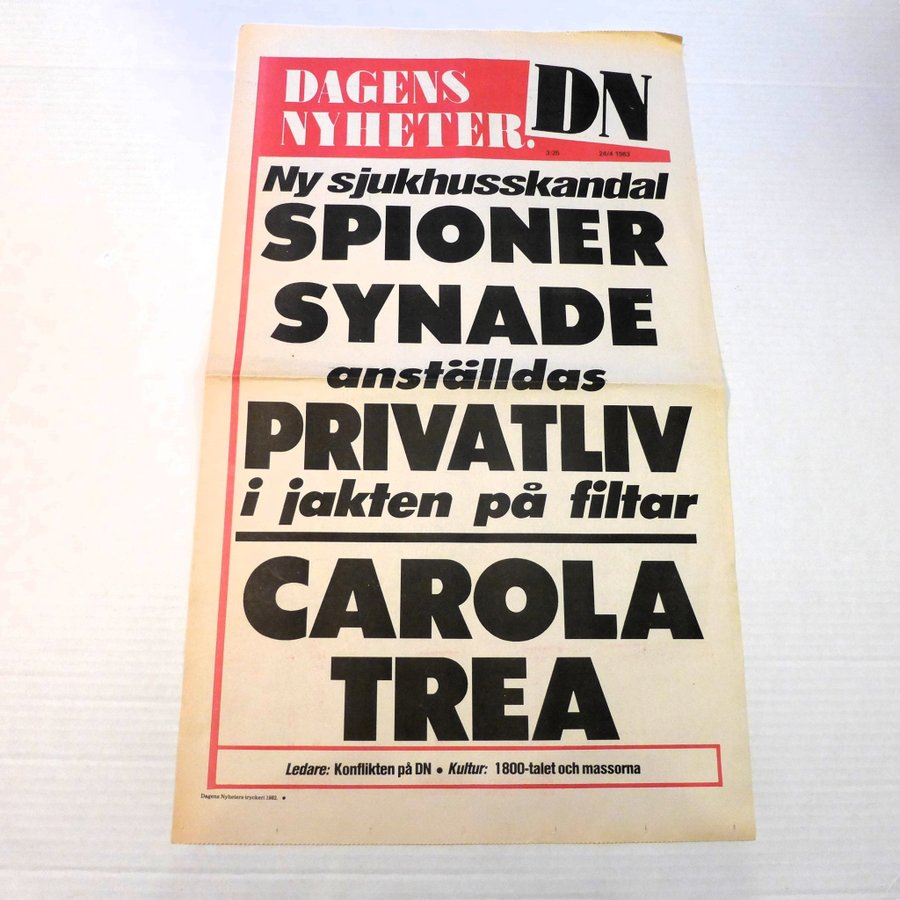 DAGENS
NYHETER.
DN
3:25 24/4 1983
Ny sjukhusskandal
SPIONER
SYNADE
anställdas
PRIVATLIV
i jakten på filtar
CAROLA
TREA
Ledare: Konflikten på DN ● Kultur: 1800-talet och massorna
Dagens Nyheters tryckeri 1982. ●